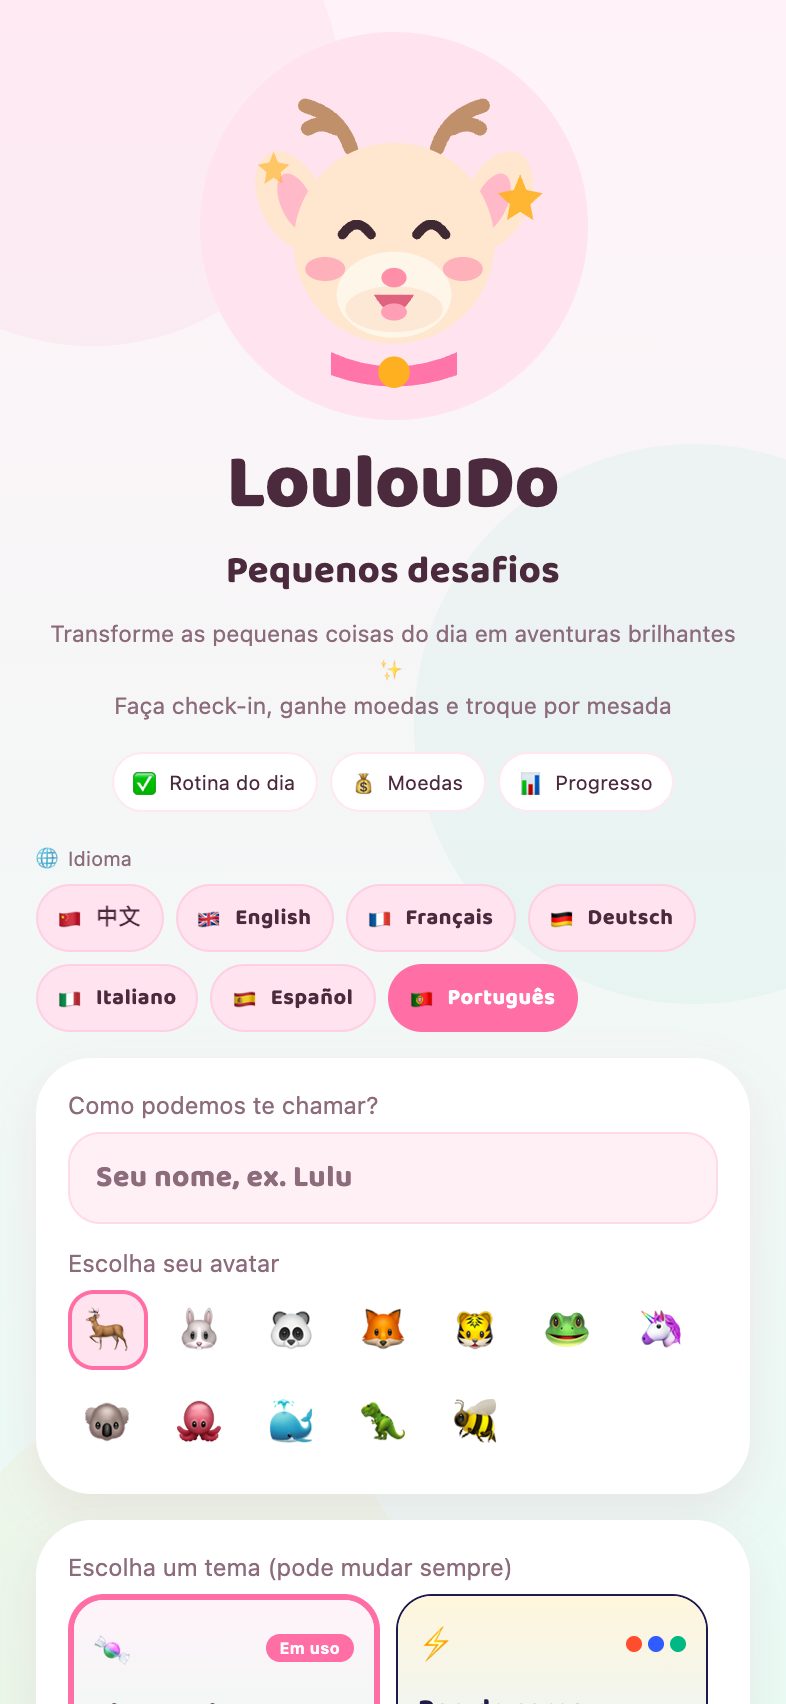 LoulouDo
Pequenos desafios
Transforme as pequenas coisas do dia em aventuras brilhantes
✨
Faça check-in, ganhe moedas e troque por mesada
✅ Rotina do dia
💰 Moedas
📊 Progresso
🌐 Idioma
🇨🇳 中文
🇬🇧 English
🇫🇷 Français
🇩🇪 Deutsch
🇮🇹 Italiano
🇪🇸 Español
🇵🇹 Português
Como podemos te chamar?
Seu nome, ex. Lulu
Escolha seu avatar
Escolha um tema (pode mudar sempre)
Em uso